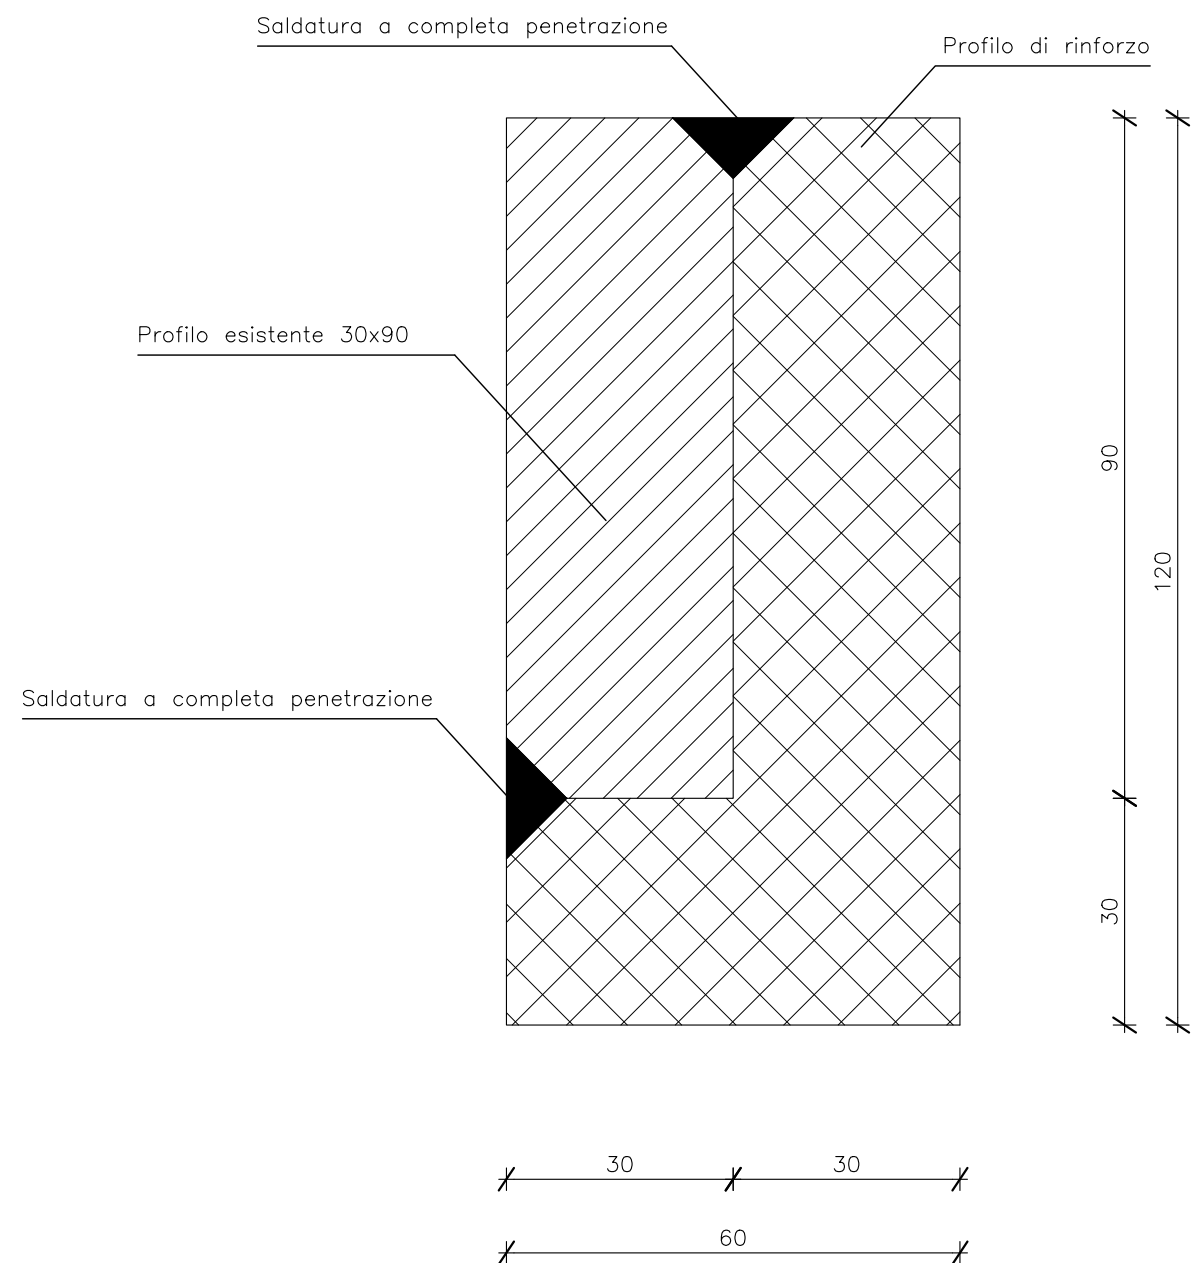 Saldatura a completa penetrazione
Profilo di rinforzo
Profilo esistente 30x90
90
120
Saldatura a completa penetrazione
30
30
30
60